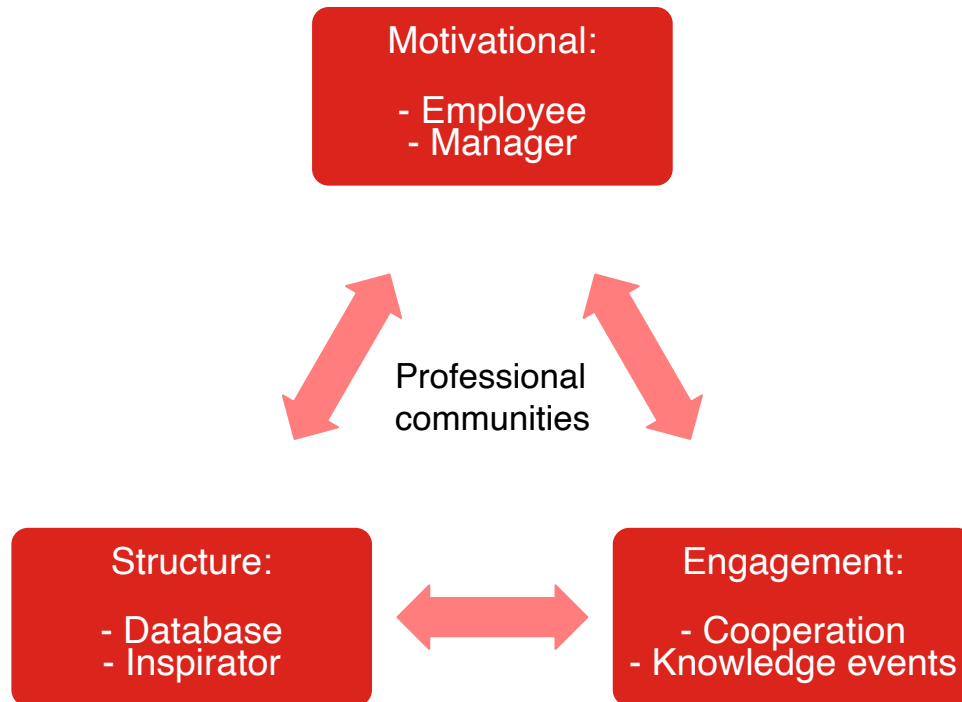 Motivational:
- Employee
- Manager
Professional
communities
Structure:
- Database
- Inspirator
Engagement:
- Cooperation
- Knowledge events